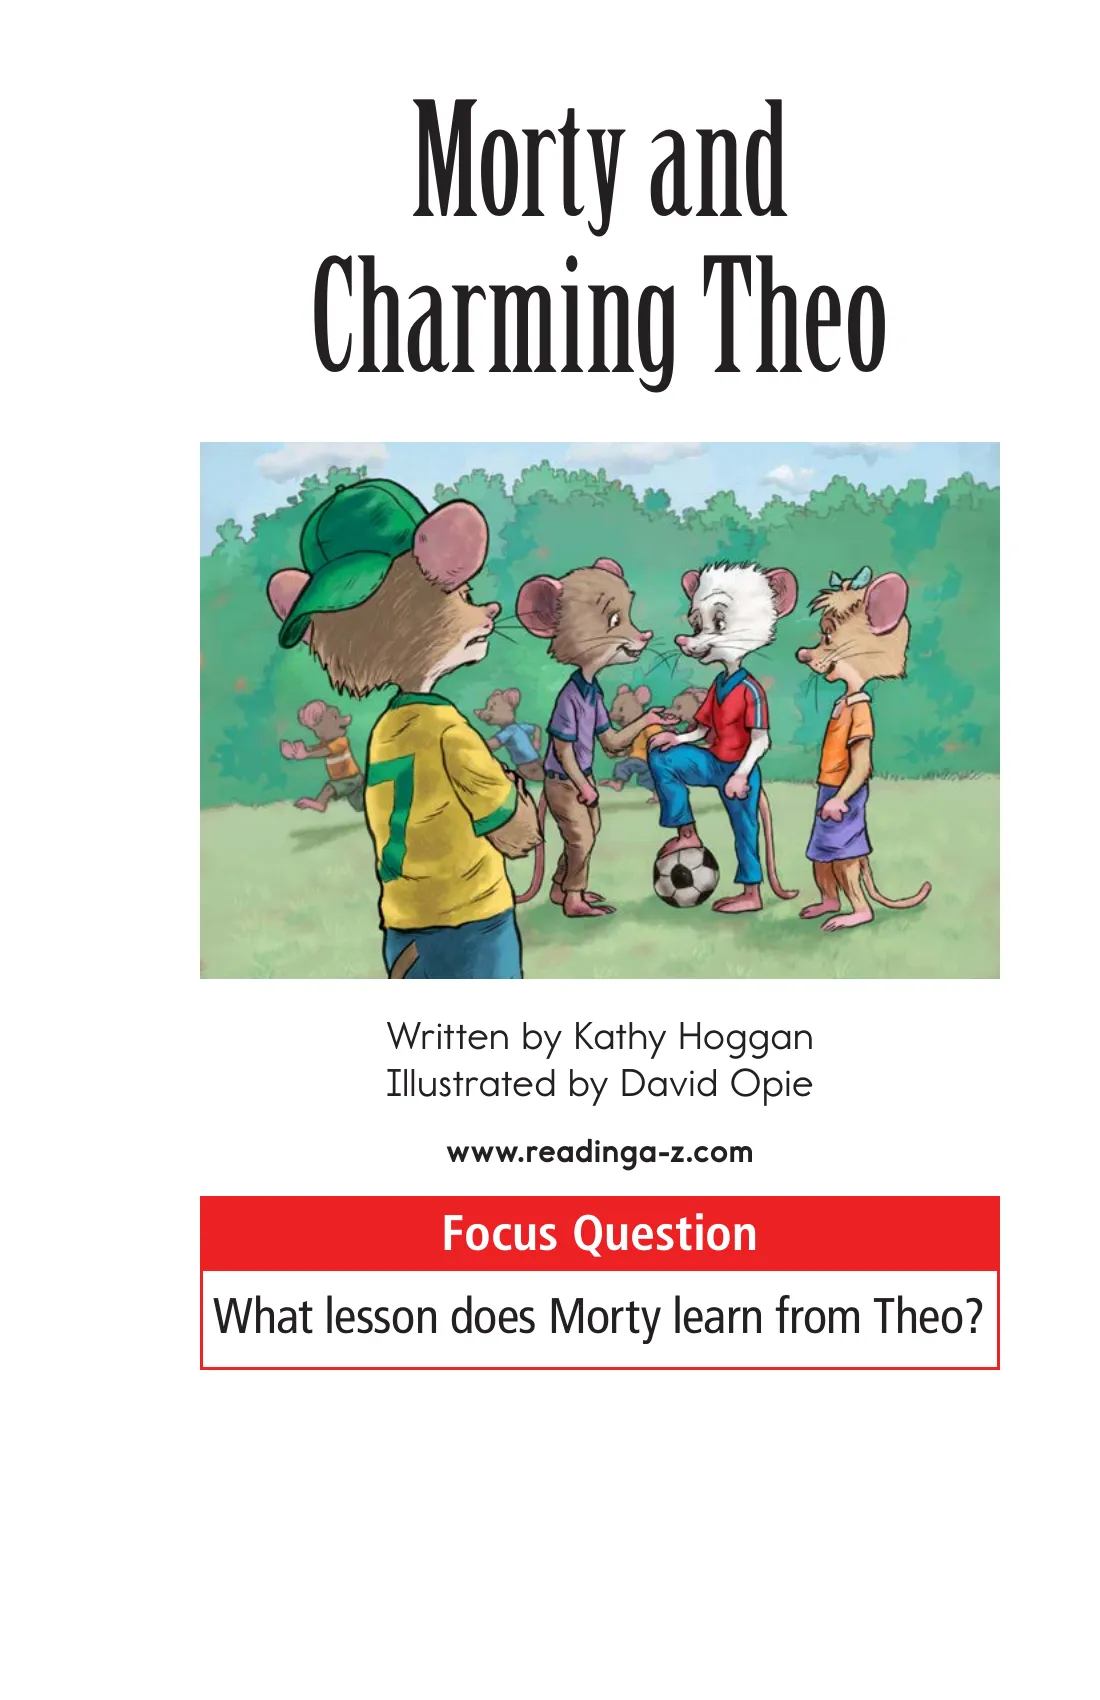 Morty and
Charming Theo
7
Written by Kathy Hoggan
Illustrated by David Opie
www.readinga-z.com
Focus Question
What lesson does Morty learn from Theo?